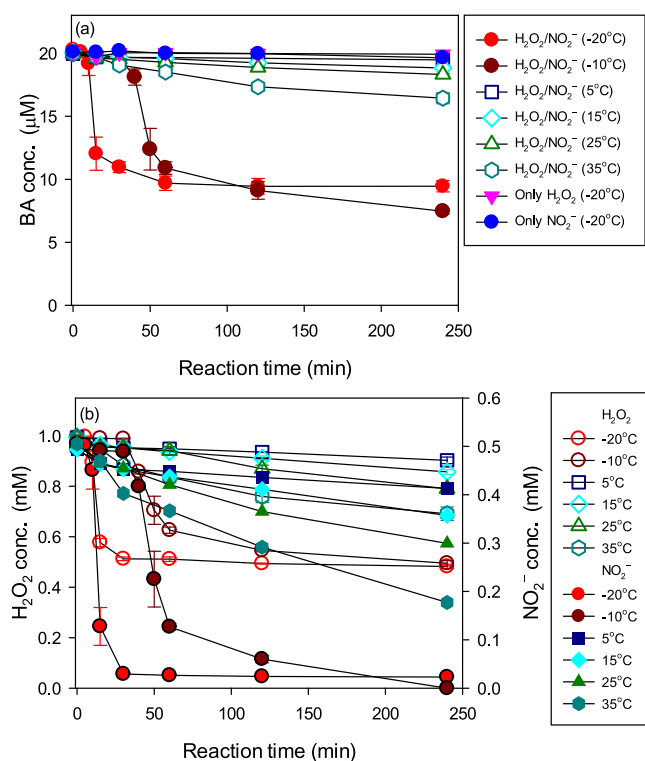 (a)
BA conc. (μM)
25
20
15
10
5
0
0 50 100 150 200 250
Reaction time (min)
H₂O₂/NO₂⁻ (-20°C)
H₂O₂/NO₂⁻ (-10°C)
H₂O₂/NO₂⁻ (5°C)
H₂O₂/NO₂⁻ (15°C)
H₂O₂/NO₂⁻ (25°C)
H₂O₂/NO₂⁻ (35°C)
Only H₂O₂ (-20°C)
Only NO₂⁻ (-20°C)
(b)
H₂O₂ conc. (mM)
1.0
0.8
0.6
0.4
0.2
0.0
0 50 100 150 200 250
Reaction time (min)
0.6
0.5
0.4
0.3
0.2
0.1
0.0
NO₂⁻ conc. (mM)
H₂O₂
-20°C
-10°C
5°C
15°C
25°C
35°C
NO₂⁻
-20°C
-10°C
5°C
15°C
25°C
35°C